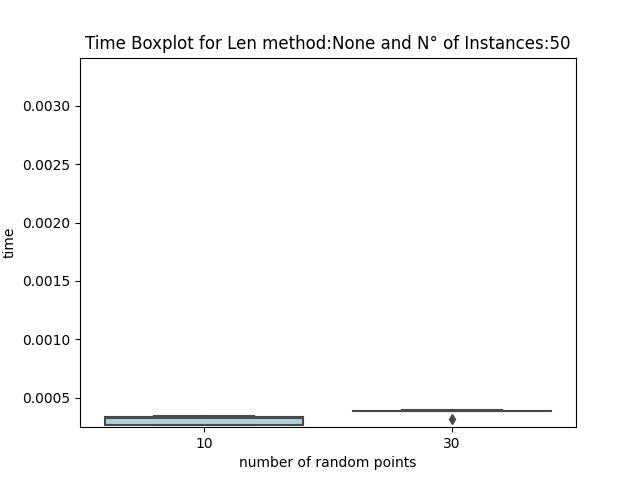 Time Boxplot for Len method:None and N° of Instances:50
0.0030
0.0025
0.0020
0.0015
0.0010
0.0005
time
10
30
number of random points